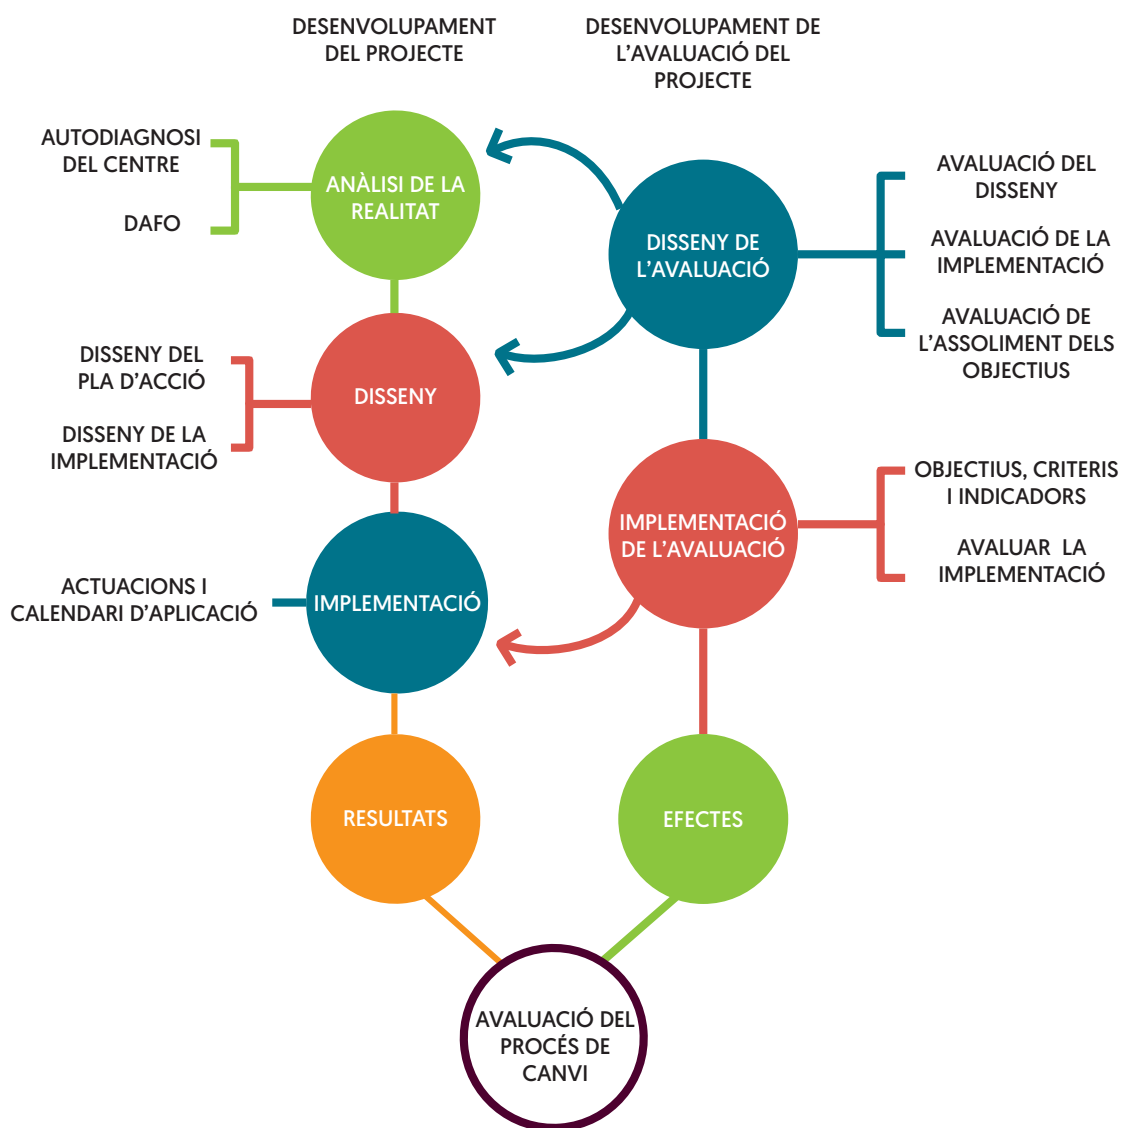 DESENVOLUPAMENT
DEL PROJECTE
DESENVOLUPAMENT DE
L'AVALUACIÓ DEL
PROJECTE
AUTODIAGNOSI
DEL CENTRE
DAFO
ANÀLISI DE LA
REALITAT
DISSENY DE
L'AVALUACIÓ
AVALUACIÓ DEL
DISSENY
AVALUACIÓ DE LA
IMPLEMENTACIÓ
AVALUACIÓ DE
L'ASSOLIMENT DELS
OBJECTIUS
DISSENY DEL
PLA D'ACCIÓ
DISSENY DE LA
IMPLEMENTACIÓ
DISSENY
IMPLEMENTACIÓ
DE L'AVALUACIÓ
OBJECTIUS, CRITERIS
I INDICADORS
AVALUAR LA
IMPLEMENTACIÓ
ACTUACIONS I
CALENDARI D'APLICACIÓ
IMPLEMENTACIÓ
RESULTATS
EFECTES
AVALUACIÓ DEL
PROCÉS DE
CANVI